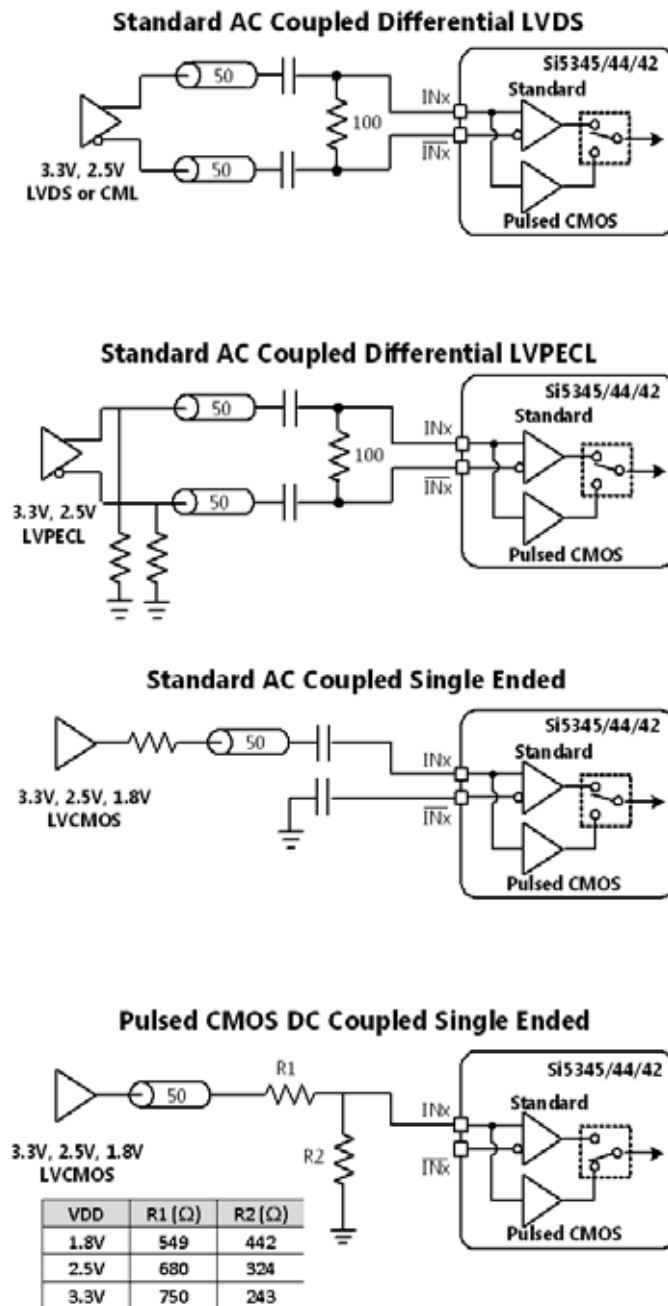 Standard AC Coupled Differential LVDS
Si5345/44/42
Standard
50
INx
100
50
INx
3.3V, 2.5V
LVDS or CML
Pulsed CMOS
Standard AC Coupled Differential LVPECL
Si5345/44/42
Standard
50
INx
100
50
INx
3.3V, 2.5V
LVPECL
Pulsed CMOS
Standard AC Coupled Single Ended
Si5345/44/42
Standard
50
INx
3.3V, 2.5V, 1.8V
LVCMOS
INx
Pulsed CMOS
Pulsed CMOS DC Coupled Single Ended
Si5345/44/42
R1
Standard
50
INx
3.3V, 2.5V, 1.8V
LVCMOS
R2
INx
Pulsed CMOS
VDD R1 (Ω) R2 (Ω)
1.8V 549 442
2.5V 680 324
3.3V 750 243